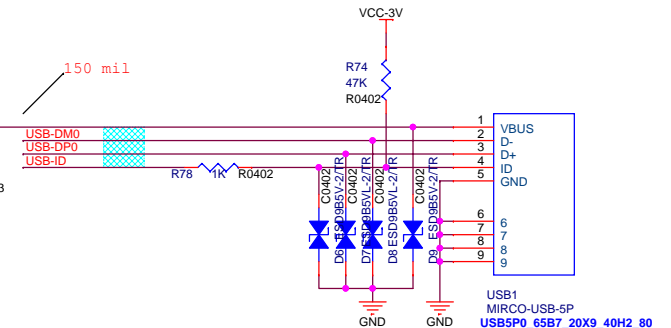 VCC-3V
150 mil
R74
47K
R0402
USB-DM0
USB-DP0
USB-ID
R78
1K
R0402
1
2
3
4
5
6
7
8
9
VBUS
D-
D+
ID
GND
6
7
8
9
C0402
C0402
C0402
C0402
D6 ESD9B5V-2/TR
D7 ESD9B5VL-2/TR
D8 ESD9B5VL-2/TR
D9 ESD9B5V-2/TR
3
GND
GND
USB1
MIRCO-USB-5P
USB5P0_65B7_20X9_40H2_80